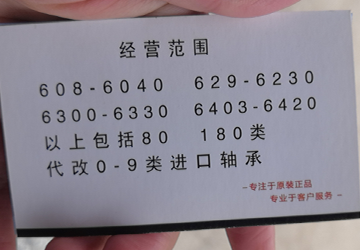 经营范围
608-6040 629-6230
6300-6330 6403-6420
以上包括80 180类
代改0-9类进口轴承
-专注于原装正品
专业于客户服务-